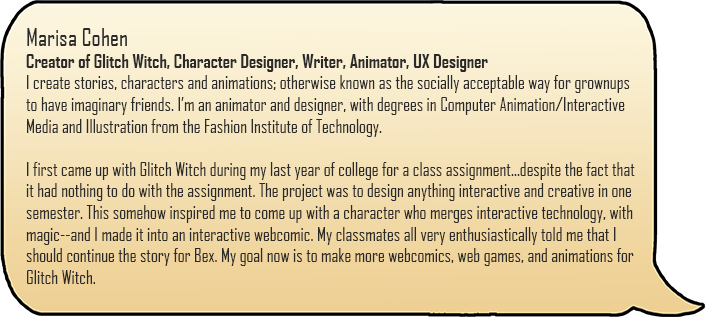 Marisa Cohen
Creator of Glitch Witch, Character Designer, Writer, Animator, UX Designer
I create stories, characters and animations; otherwise known as the socially acceptable way for grownups
to have imaginary friends. I'm an animator and designer, with degrees in Computer Animation/Interactive
Media and Illustration from the Fashion Institute of Technology.
I first came up with Glitch Witch during my last year of college for a class assignment...despite the fact that
it had nothing to do with the assignment. The project was to design anything interactive and creative in one
semester. This somehow inspired me to come up with a character who merges interactive technology, with
magic--and I made it into an interactive webcomic. My classmates all very enthusiastically told me that I
should continue the story for Bex. My goal now is to make more webcomics, web games, and animations for
Glitch Witch.